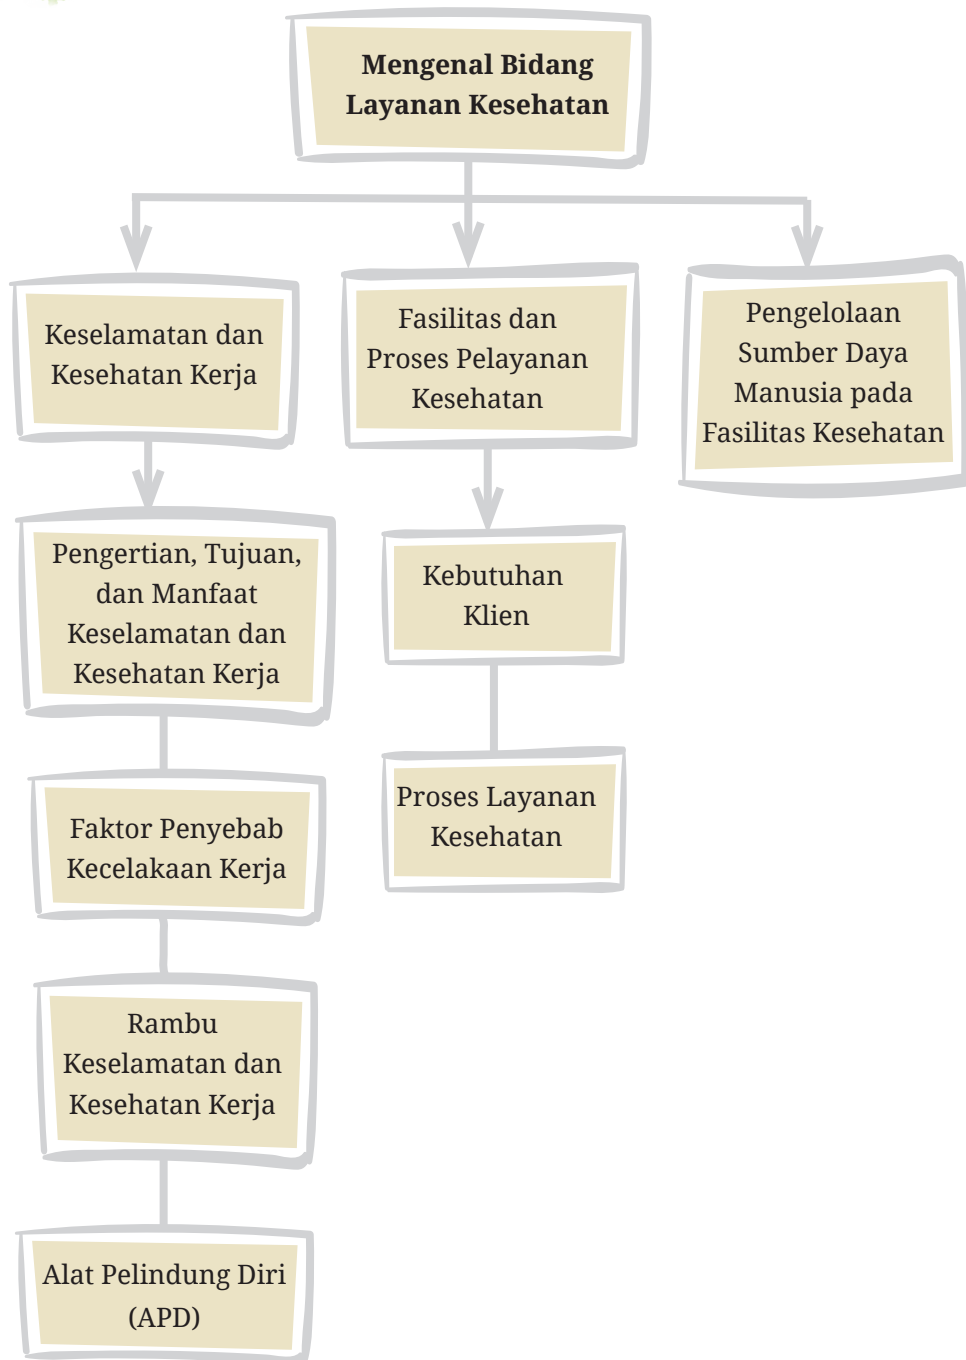 Mengenal Bidang
Layanan Kesehatan
Keselamatan dan
Kesehatan Kerja
Fasilitas dan
Proses Pelayanan
Kesehatan
Pengelolaan
Sumber Daya
Manusia pada
Fasilitas Kesehatan
Pengertian, Tujuan,
dan Manfaat
Keselamatan dan
Kesehatan Kerja
Kebutuhan
Klien
Faktor Penyebab
Kecelakaan Kerja
Proses Layanan
Kesehatan
Rambu
Keselamatan dan
Kesehatan Kerja
Alat Pelindung Diri
(APD)